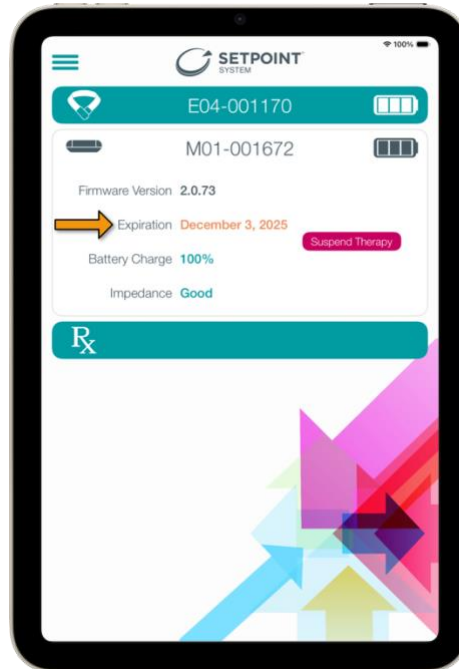 100%
SETPOINT™
SYSTEM
E04-001170
M01-001672
Firmware Version 2.0.73
Expiration December 3, 2025
Suspend Therapy
Battery Charge 100%
Impedance Good
Rx